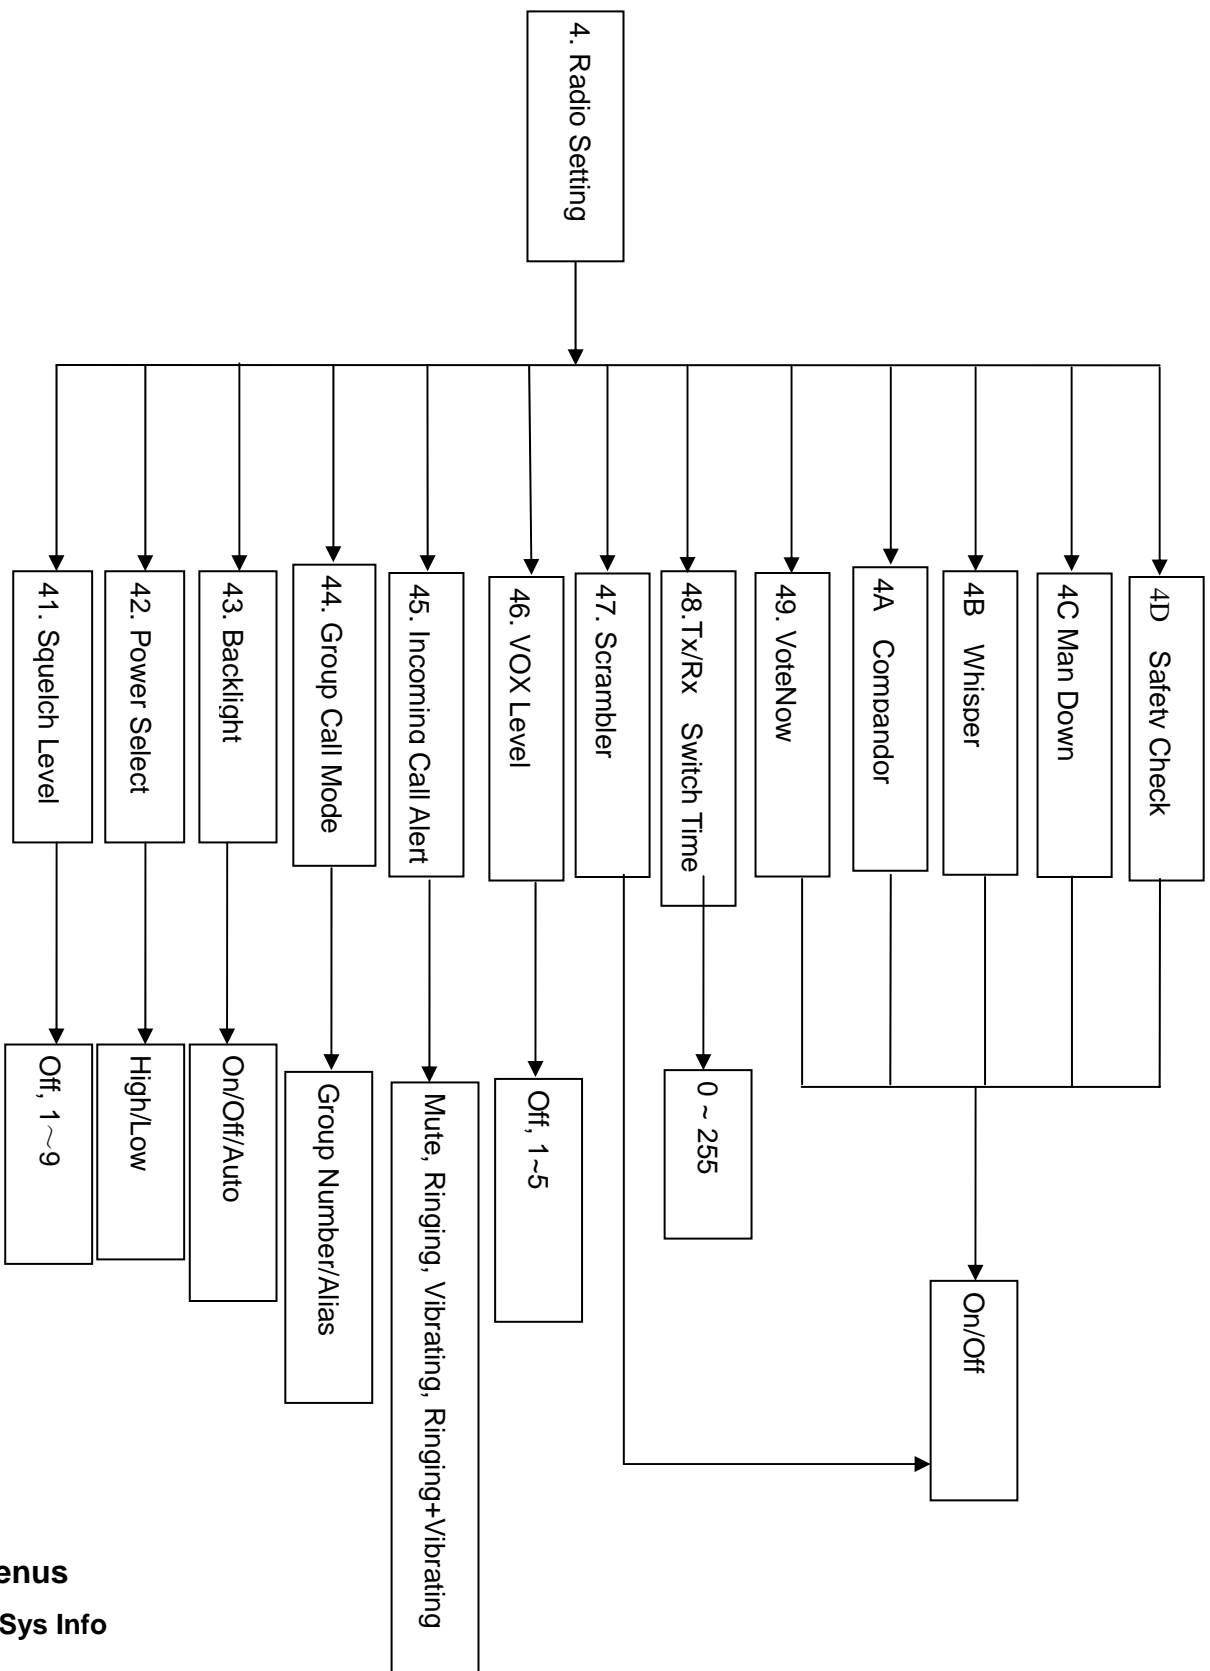 4. Radio Setting
4D Safety Check
4C Man Down
4B Whisper
4A Compandor
49. VoteNow
48.Tx/Rx Switch Time
47. Scrambler
46. VOX Level
45. Incoming Call Alert
44. Group Call Mode
43. Backlight
42. Power Select
41. Squelch Level
On/Off
0 ~ 255
Off, 1~5
Mute, Ringing, Vibrating, Ringing+Vibrating
Group Number/Alias
On/Off/Auto
High/Low
Off, 1～9
enus
Sys Info